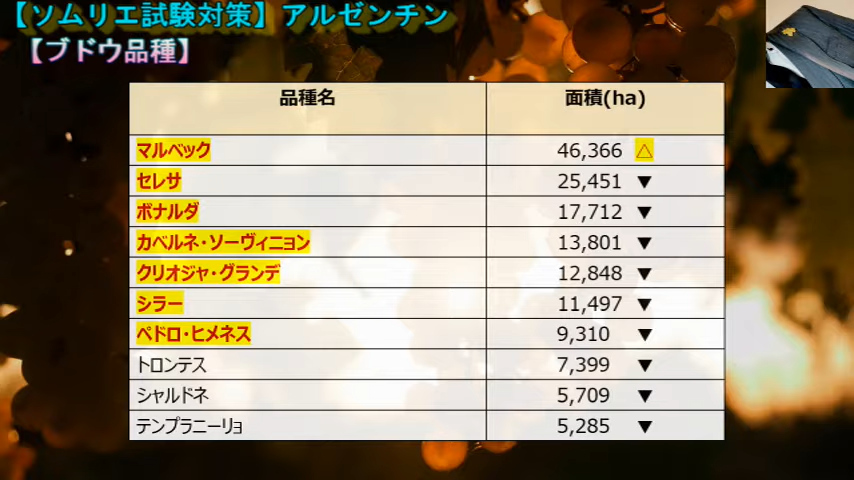 【ソムリエ試験対策】アルゼンチン
【ブドウ品種】
品種名 面積(ha)
マルベック 46,366 △
セレサ 25,451 ▼
ボナルダ 17,712 ▼
カベルネ・ソーヴィニョン 13,801 ▼
クリオジャ・グランデ 12,848 ▼
シラー 11,497 ▼
ペドロ・ヒメネス 9,310 ▼
トロンテス 7,399 ▼
シャルドネ 5,709 ▼
テンプラニーリョ 5,285 ▼